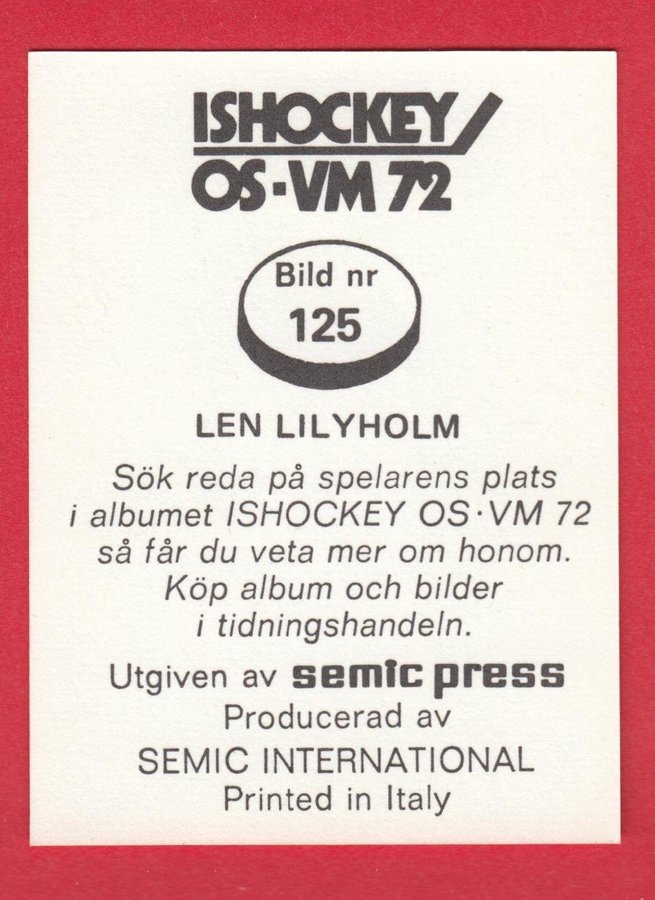 ISHOCKEY
OS·VM 72
Bild nr
125
LEN LILYHOLM
Sök reda på spelarens plats
i albumet ISHOCKEY OS·VM 72
så får du veta mer om honom.
Köp album och bilder
i tidningshandeln.
Utgiven av semic press
Producerad av
SEMIC INTERNATIONAL
Printed in Italy